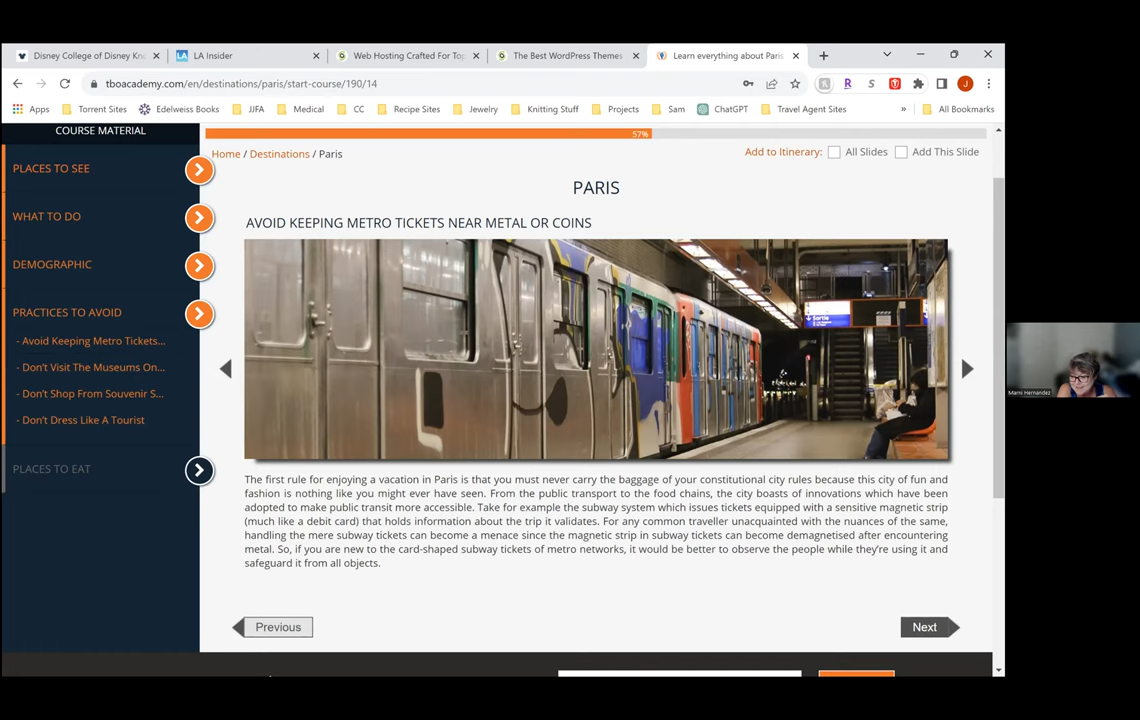 Disney College of Disney Kno
LA Insider
Web Hosting Crafted For Top
The Best WordPress Themes
Learn everything about Paris
tboacademy.com/en/destinations/paris/start-course/190/14
Apps Torrent Sites Edelweiss Books JJFA Medical CC Recipe Sites Jewelry Knitting Stuff Projects Sam ChatGPT Travel Agent Sites » All Bookmarks
COURSE MATERIAL
PLACES TO SEE
WHAT TO DO
DEMOGRAPHIC
PRACTICES TO AVOID
- Avoid Keeping Metro Tickets...
- Don't Visit The Museums On...
- Don't Shop From Souvenir S...
- Don't Dress Like A Tourist
PLACES TO EAT
57%
Home / Destinations / Paris
Add to Itinerary: All Slides Add This Slide
PARIS
AVOID KEEPING METRO TICKETS NEAR METAL OR COINS
Sortie
The first rule for enjoying a vacation in Paris is that you must never carry the baggage of your constitutional city rules because this city of fun and
fashion is nothing like you might ever have seen. From the public transport to the food chains, the city boasts of innovations which have been
adopted to make public transit more accessible. Take for example the subway system which issues tickets equipped with a sensitive magnetic strip
(much like a debit card) that holds information about the trip it validates. For any common traveller unacquainted with the nuances of the same,
handling the mere subway tickets can become a menace since the magnetic strip in subway tickets can become demagnetised after encountering
metal. So, if you are new to the card-shaped subway tickets of metro networks, it would be better to observe the people while they're using it and
safeguard it from all objects.
Previous
Next
Marni Hernandez